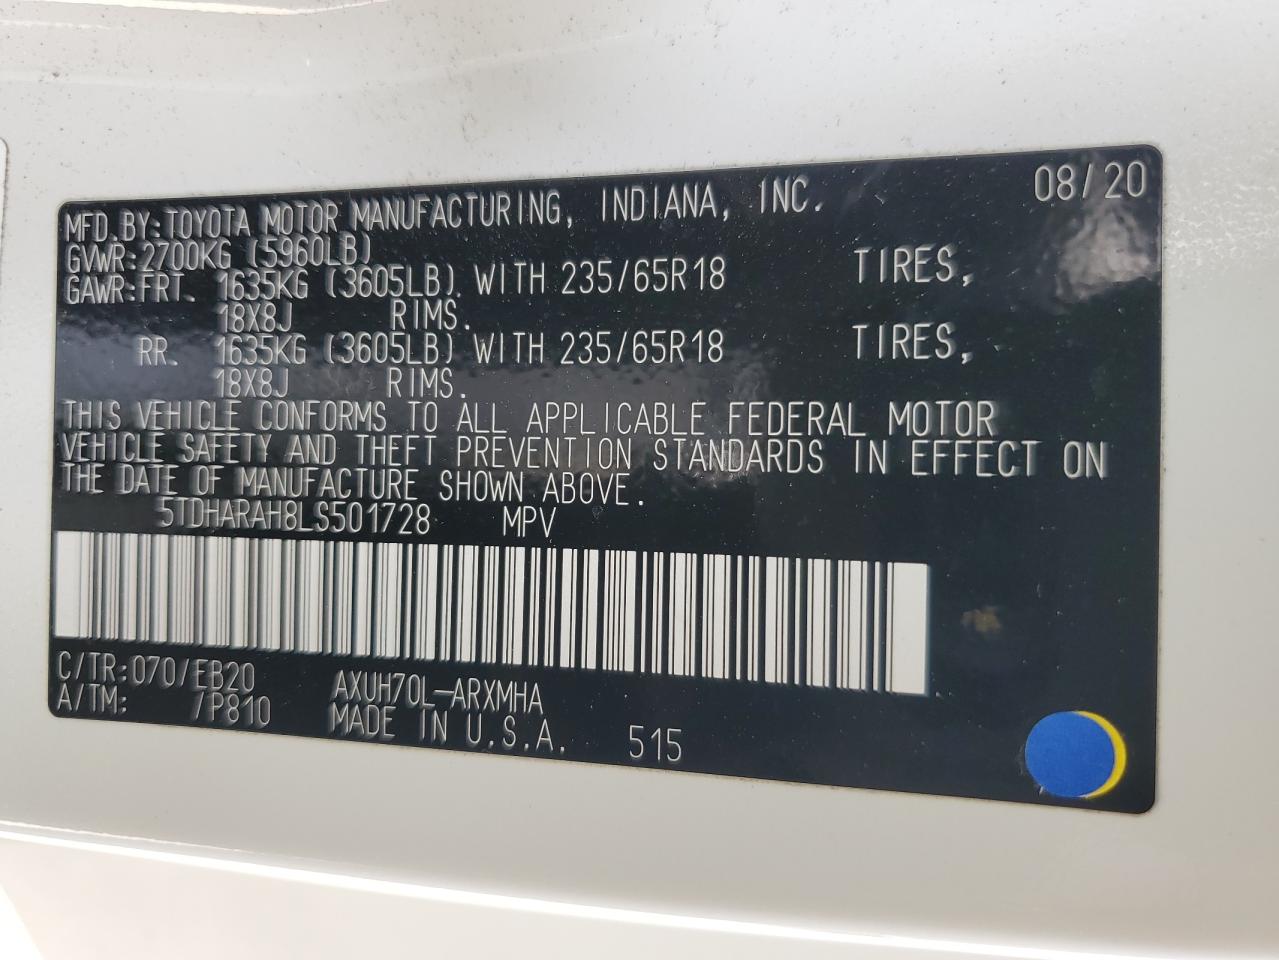 08/20
MFD.BY:TOYOTA MOTOR MANUFACTURING, INDIANA, INC.
GVWR:2700KG (5960LB)
GAWR:FRT. 1635KG (3605LB) WITH 235/65R18 TIRES,
18X8J RIMS.
RR. 1635KG (3605LB) WITH 235/65R18 TIRES,
18X8J RIMS.
THIS VEHICLE CONFORMS TO ALL APPLICABLE FEDERAL MOTOR
VEHICLE SAFETY AND THEFT PREVENTION STANDARDS IN EFFECT ON
THE DATE OF MANUFACTURE SHOWN ABOVE.
5TDHARAH8LS501728 MPV
C/TR:070/EB20 AXUH70L-ARXMHA
A/TM: /P810 MADE IN U.S.A. 515